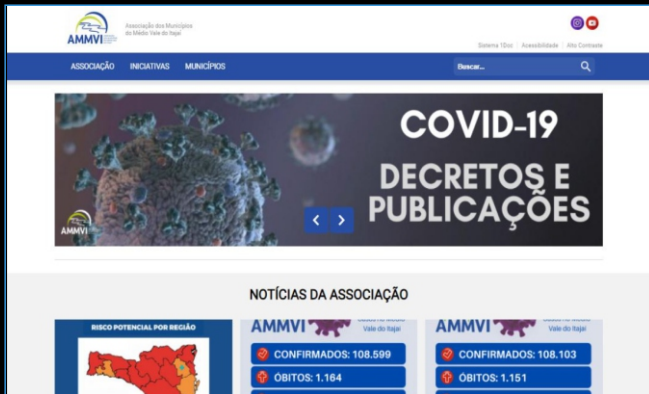 AMMVI
Associação dos Municípios
do Médio Vale do Itajaí
Sistema 1Doc | Acessibilidade | Alto Contraste
ASSOCIAÇÃO INICIATIVAS MUNICÍPIOS
Buscar...
COVID-19
DECRETOS E
PUBLICAÇÕES
AMMVI
NOTÍCIAS DA ASSOCIAÇÃO
RISCO POTENCIAL POR REGIÃO
AMMVI
Vale do Itajaí
CONFIRMADOS: 108.599
ÓBITOS: 1.164
AMMVI
Vale do Itajaí
CONFIRMADOS: 108.103
ÓBITOS: 1.151